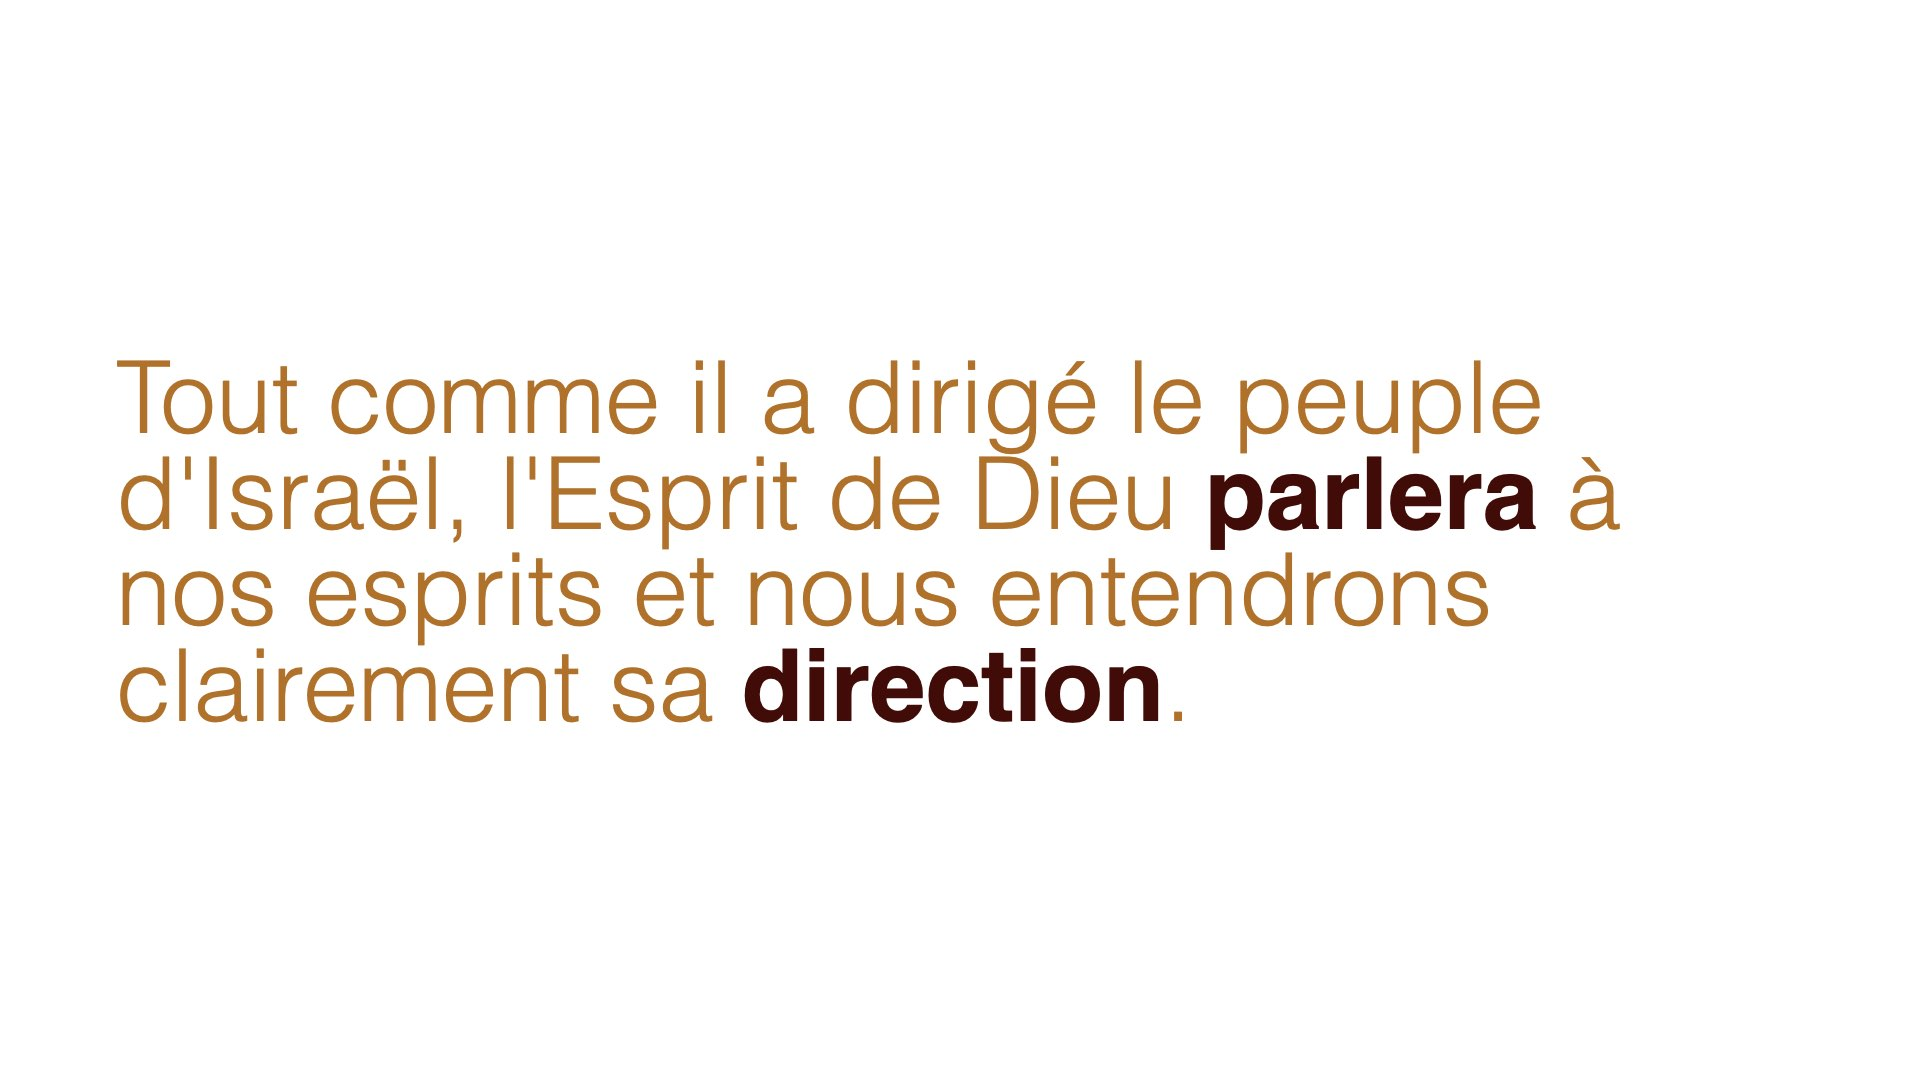 Tout comme il a dirigé le peuple
d'Israël, l'Esprit de Dieu parlera à
nos esprits et nous entendrons
clairement sa direction.